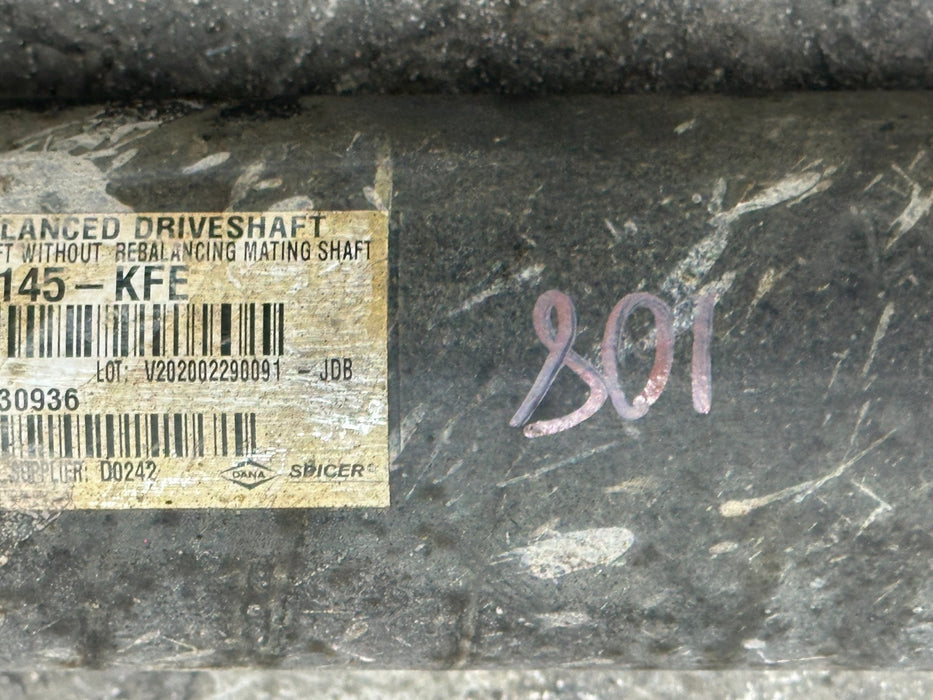 LANCED DRIVESHAFT
FT WITHOUT REBALANCING MATING SHAFT
145-KFE
LOT: V202002290091 - JDB
30936
SUPPLIER: D0242 DANA SPICER®
801